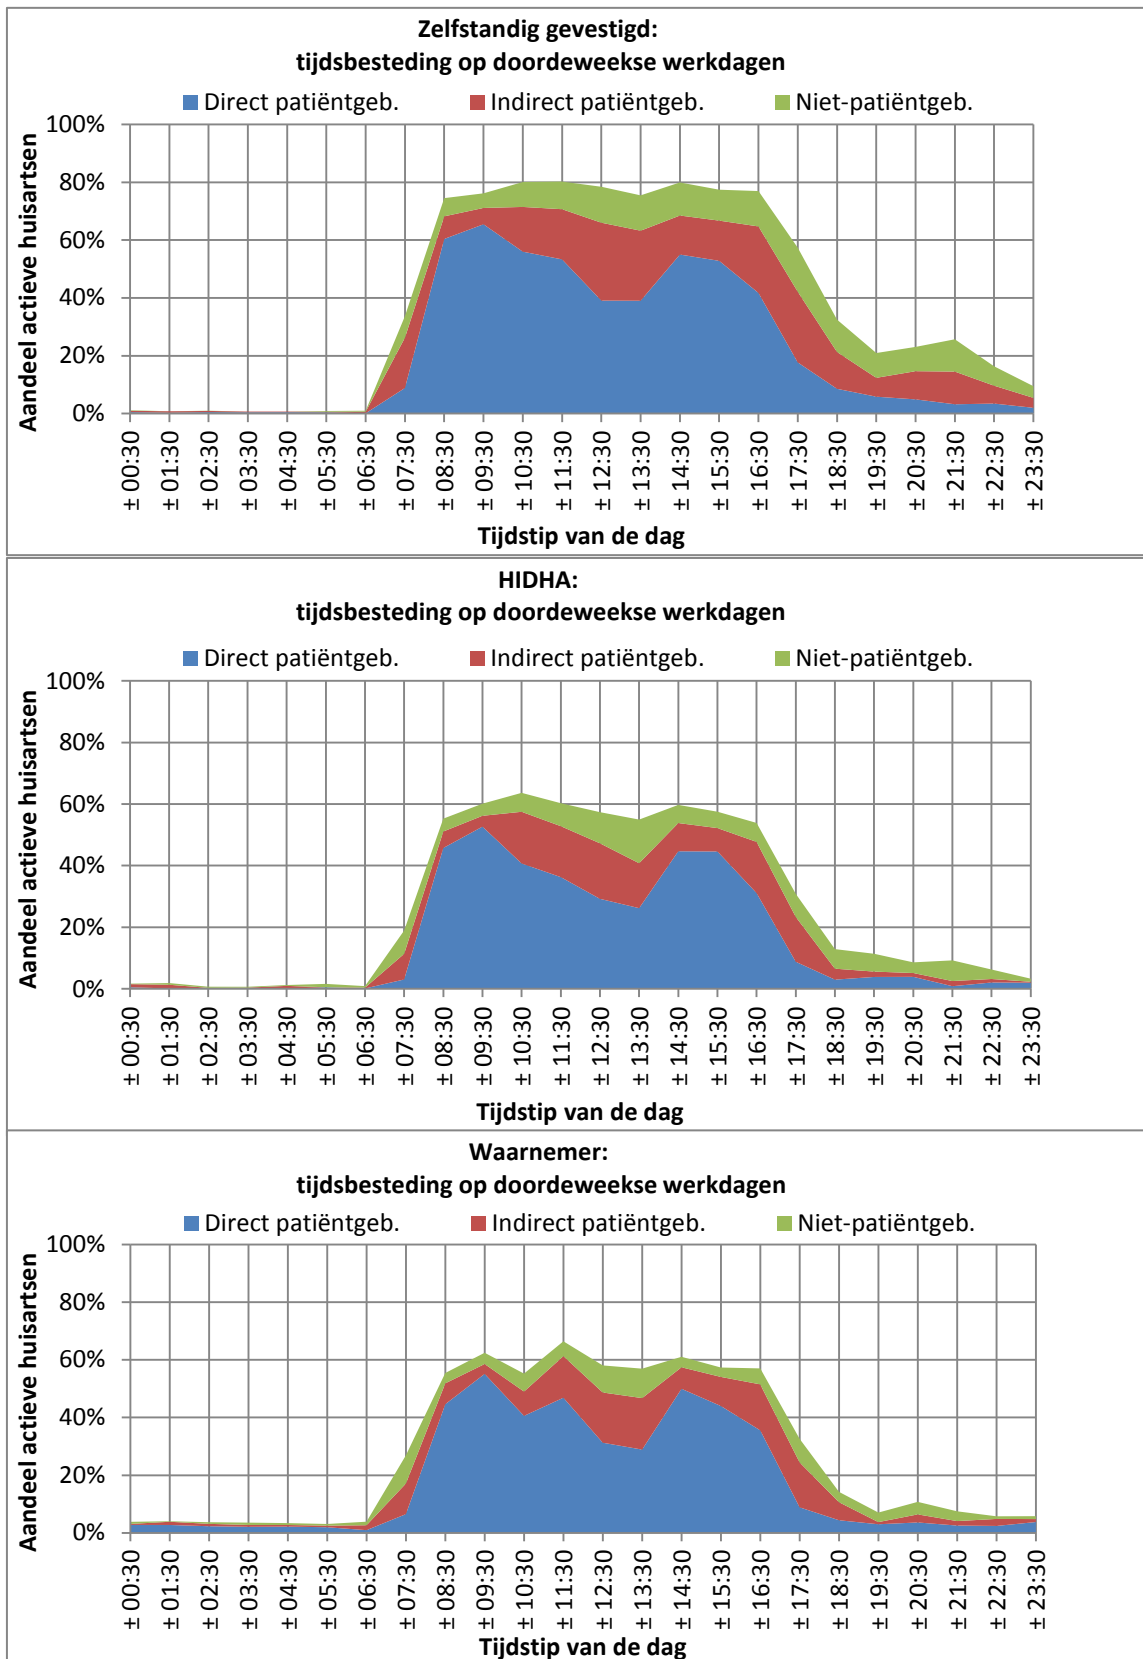 Zelfstandig gevestigd:
tijdsbesteding op doordeweekse werkdagen
Direct patiëntgeb. Indirect patiëntgeb. Niet-patiëntgeb.
Aandeel actieve huisartsen
100%
80%
60%
40%
20%
0%
± 00:30 ± 01:30 ± 02:30 ± 03:30 ± 04:30 ± 05:30 ± 06:30 ± 07:30 ± 08:30 ± 09:30 ± 10:30 ± 11:30 ± 12:30 ± 13:30 ± 14:30 ± 15:30 ± 16:30 ± 17:30 ± 18:30 ± 19:30 ± 20:30 ± 21:30 ± 22:30 ± 23:30
Tijdstip van de dag
HIDHA:
tijdsbesteding op doordeweekse werkdagen
Direct patiëntgeb. Indirect patiëntgeb. Niet-patiëntgeb.
Aandeel actieve huisartsen
100%
80%
60%
40%
20%
0%
± 00:30 ± 01:30 ± 02:30 ± 03:30 ± 04:30 ± 05:30 ± 06:30 ± 07:30 ± 08:30 ± 09:30 ± 10:30 ± 11:30 ± 12:30 ± 13:30 ± 14:30 ± 15:30 ± 16:30 ± 17:30 ± 18:30 ± 19:30 ± 20:30 ± 21:30 ± 22:30 ± 23:30
Tijdstip van de dag
Waarnemer:
tijdsbesteding op doordeweekse werkdagen
Direct patiëntgeb. Indirect patiëntgeb. Niet-patiëntgeb.
Aandeel actieve huisartsen
100%
80%
60%
40%
20%
0%
± 00:30 ± 01:30 ± 02:30 ± 03:30 ± 04:30 ± 05:30 ± 06:30 ± 07:30 ± 08:30 ± 09:30 ± 10:30 ± 11:30 ± 12:30 ± 13:30 ± 14:30 ± 15:30 ± 16:30 ± 17:30 ± 18:30 ± 19:30 ± 20:30 ± 21:30 ± 22:30 ± 23:30
Tijdstip van de dag